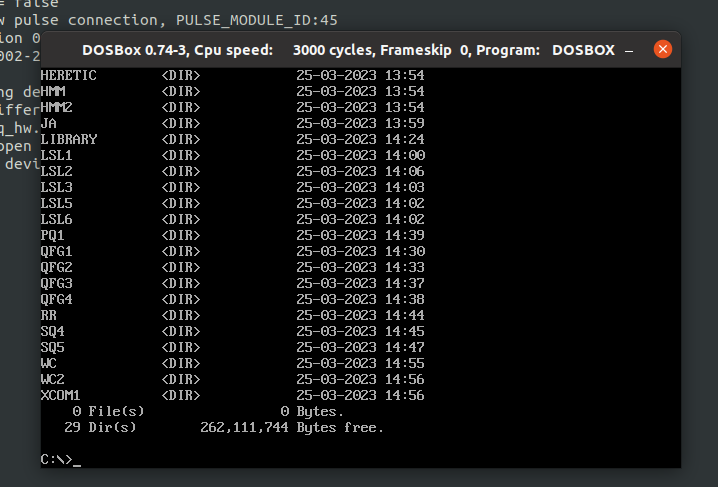 = false
w pulse connection, PULSE_MODULE_ID:45
ion 0
002-2
DOSBox 0.74-3, Cpu speed: 3000 cycles, Frameskip 0, Program: DOSBOX
ng de
iffer
q_hw.
open
devi
HERETIC <DIR> 25-03-2023 13:54
HMM <DIR> 25-03-2023 13:54
HMM2 <DIR> 25-03-2023 13:54
JA <DIR> 25-03-2023 13:59
LIBRARY <DIR> 25-03-2023 14:24
LSL1 <DIR> 25-03-2023 14:00
LSL2 <DIR> 25-03-2023 14:06
LSL3 <DIR> 25-03-2023 14:03
LSL5 <DIR> 25-03-2023 14:02
LSL6 <DIR> 25-03-2023 14:02
PQ1 <DIR> 25-03-2023 14:39
QFG1 <DIR> 25-03-2023 14:30
QFG2 <DIR> 25-03-2023 14:33
QFG3 <DIR> 25-03-2023 14:37
QFG4 <DIR> 25-03-2023 14:38
RR <DIR> 25-03-2023 14:44
SQ4 <DIR> 25-03-2023 14:45
SQ5 <DIR> 25-03-2023 14:47
WC <DIR> 25-03-2023 14:55
WC2 <DIR> 25-03-2023 14:56
XCOM1 <DIR> 25-03-2023 14:56
0 File(s) 0 Bytes.
29 Dir(s) 262,111,744 Bytes free.
C:\>_